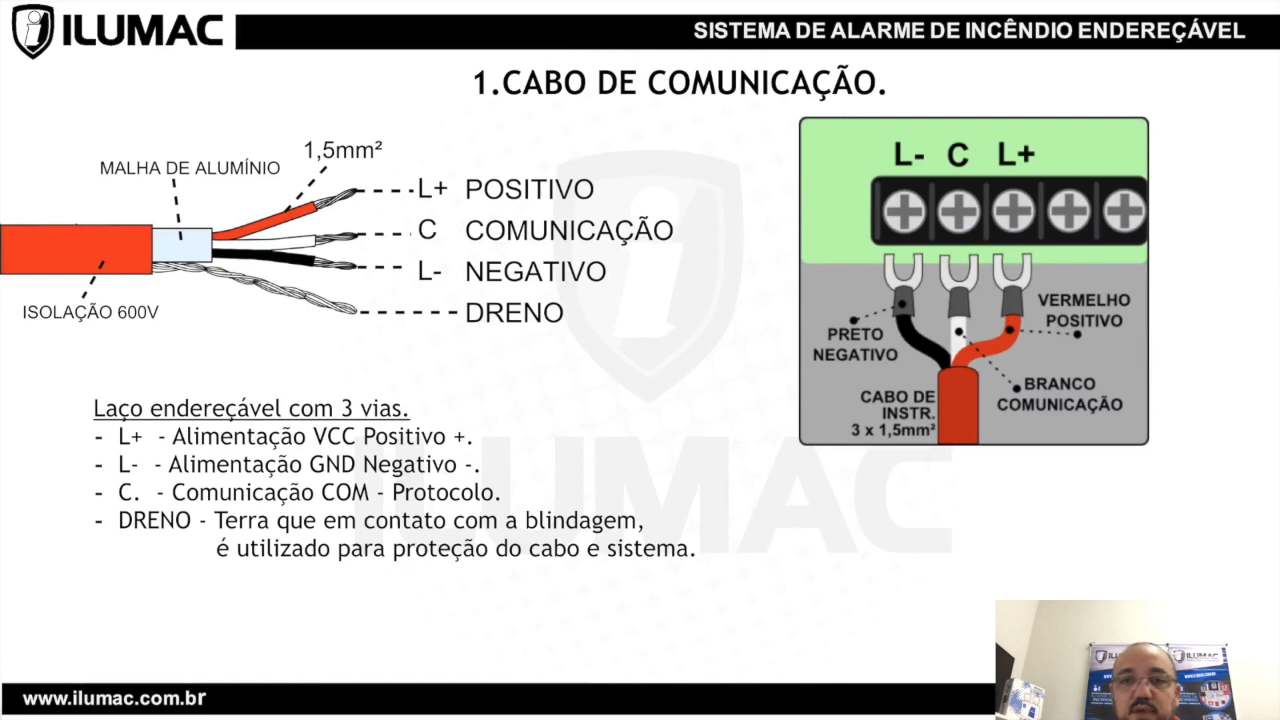 ILUMAC
SISTEMA DE ALARME DE INCÊNDIO ENDEREÇÁVEL
1.CABO DE COMUNICAÇÃO.
1,5mm²
MALHA DE ALUMÍNIO
L+ POSITIVO
C COMUNICAÇÃO
L- NEGATIVO
DRENO
ISOLAÇÃO 600V
L- C L+
VERMELHO
POSITIVO
PRETO
NEGATIVO
BRANCO
COMUNICAÇÃO
CABO DE
INSTR.
3 x 1,5mm²
Laço endereçável com 3 vias.
- L+ - Alimentação VCC Positivo +.
- L- - Alimentação GND Negativo -.
- C. - Comunicação COM - Protocolo.
- DRENO - Terra que em contato com a blindagem,
é utilizado para proteção do cabo e sistema.
ILUMAC
www.ilumac.com.br